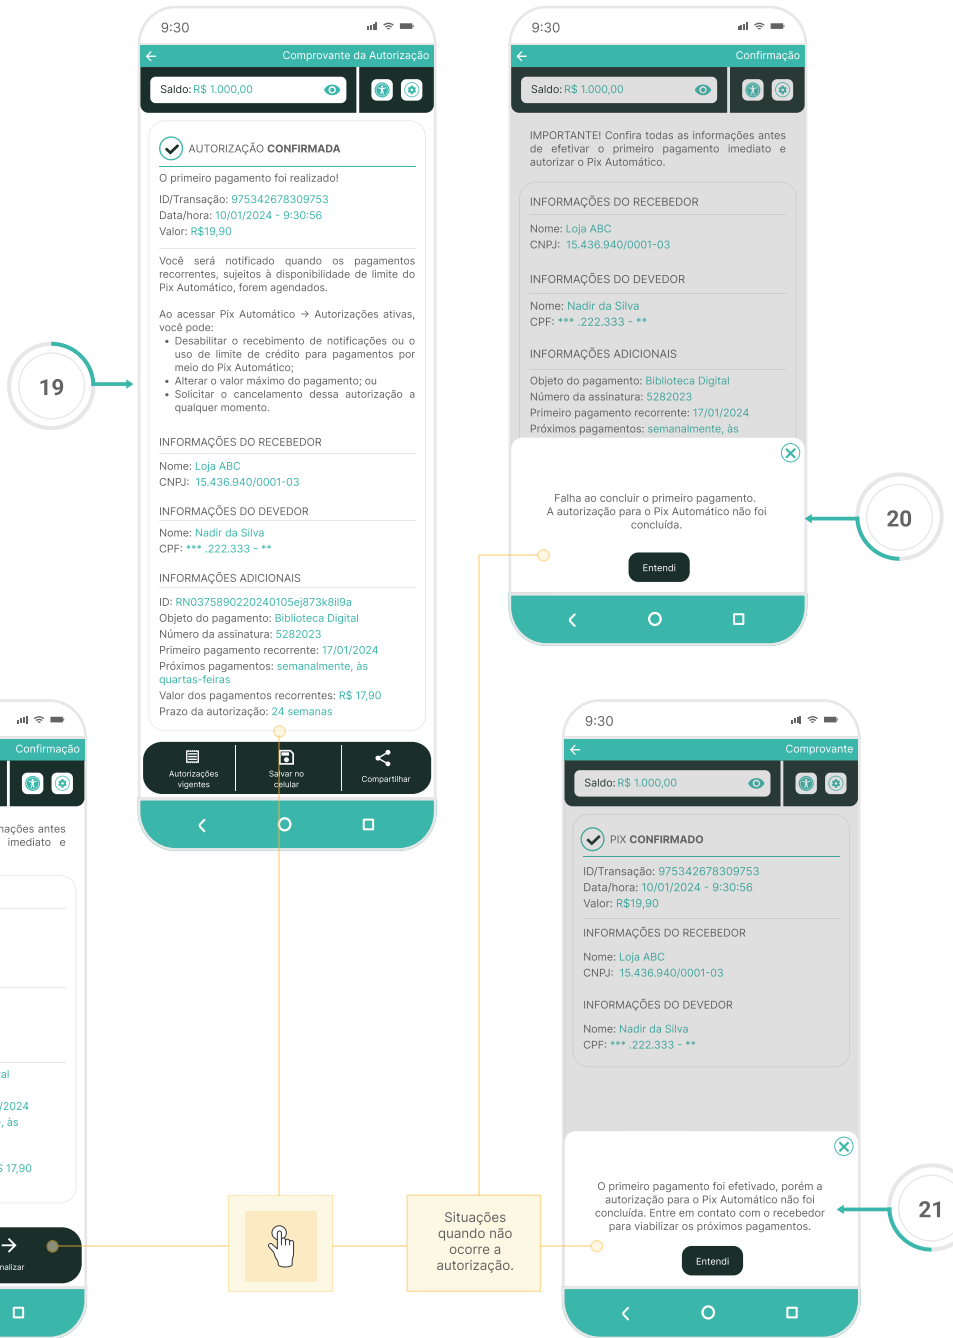 9:30
Comprovante da Autorização
Saldo: R$ 1.000,00
AUTORIZAÇÃO CONFIRMADA
O primeiro pagamento foi realizado!
ID/Transação: 975342678309753
Data/hora: 10/01/2024 - 9:30:56
Valor: R$19,90
Você será notificado quando os pagamentos
recorrentes, sujeitos à disponibilidade de limite do
Pix Automático, forem agendados.
Ao acessar Pix Automático → Autorizações ativas,
você pode:
• Desabilitar o recebimento de notificações ou o
uso de limite de crédito para pagamentos por
meio do Pix Automático;
• Alterar o valor máximo do pagamento; ou
• Solicitar o cancelamento dessa autorização a
qualquer momento.
INFORMAÇÕES DO RECEBEDOR
Nome: Loja ABC
CNPJ: 15.436.940/0001-03
INFORMAÇÕES DO DEVEDOR
Nome: Nadir da Silva
CPF: *** .222.333 - **
INFORMAÇÕES ADICIONAIS
ID: RN0375890220240105ej873k8il9a
Objeto do pagamento: Biblioteca Digital
Número da assinatura: 5282023
Primeiro pagamento recorrente: 17/01/2024
Próximos pagamentos: semanalmente, às
quartas-feiras
Valor dos pagamentos recorrentes: R$ 17,90
Prazo da autorização: 24 semanas
Autorizações
vigentes
Salvar no
celular
Compartilhar
19
9:30
Confirmação
Saldo: R$ 1.000,00
IMPORTANTE! Confira todas as informações antes
de efetivar o primeiro pagamento imediato e
autorizar o Pix Automático.
INFORMAÇÕES DO RECEBEDOR
Nome: Loja ABC
CNPJ: 15.436.940/0001-03
INFORMAÇÕES DO DEVEDOR
Nome: Nadir da Silva
CPF: *** .222.333 - **
INFORMAÇÕES ADICIONAIS
Objeto do pagamento: Biblioteca Digital
Número da assinatura: 5282023
Primeiro pagamento recorrente: 17/01/2024
Próximos pagamentos: semanalmente, às
Falha ao concluir o primeiro pagamento.
A autorização para o Pix Automático não foi
concluída.
Entendi
20
Confirmação
mações antes
imediato e
al
/2024
, às
$ 17,90
nalizar
Situações
quando não
ocorre a
autorização.
9:30
Comprovante
Saldo: R$ 1.000,00
PIX CONFIRMADO
ID/Transação: 975342678309753
Data/hora: 10/01/2024 - 9:30:56
Valor: R$19,90
INFORMAÇÕES DO RECEBEDOR
Nome: Loja ABC
CNPJ: 15.436.940/0001-03
INFORMAÇÕES DO DEVEDOR
Nome: Nadir da Silva
CPF: *** .222.333 - **
O primeiro pagamento foi efetivado, porém a
autorização para o Pix Automático não foi
concluída. Entre em contato com o recebedor
para viabilizar os próximos pagamentos.
Entendi
21